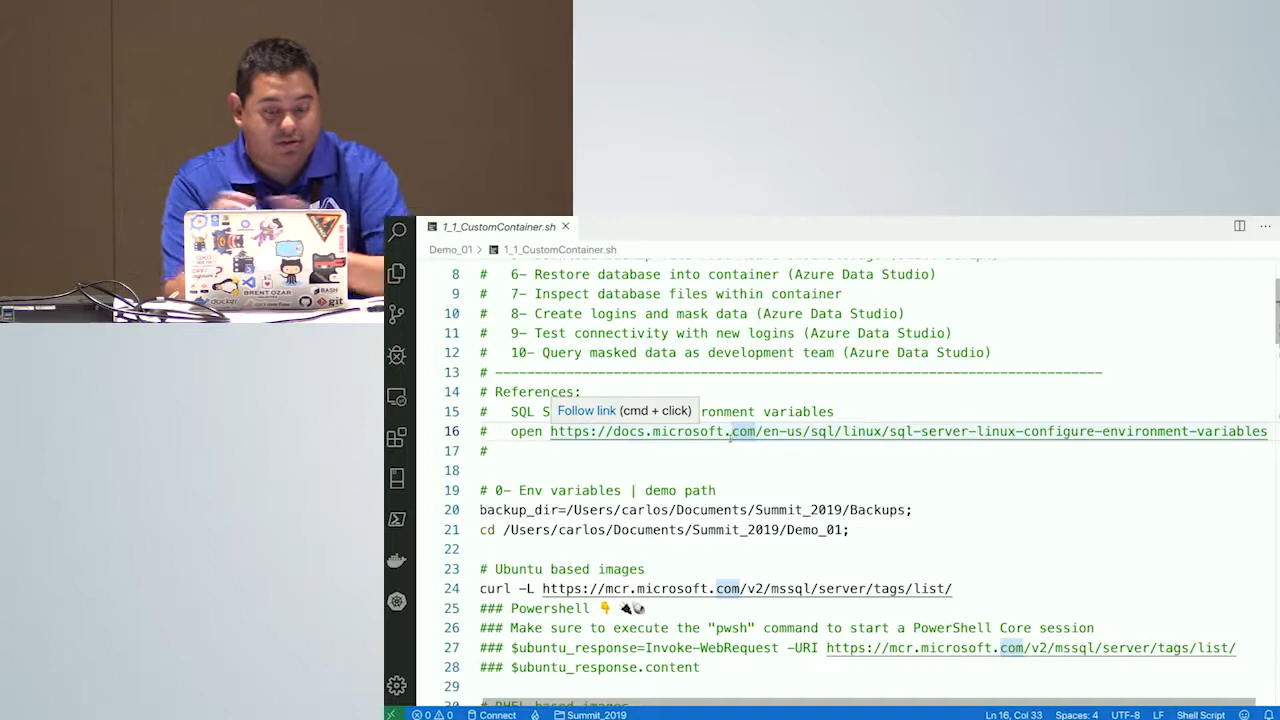 1_1_CustomContainer.sh
Demo_01 > 1_1_CustomContainer.sh
8 # 6- Restore database into container (Azure Data Studio)
9 # 7- Inspect database files within container
10 # 8- Create logins and mask data (Azure Data Studio)
11 # 9- Test connectivity with new logins (Azure Data Studio)
12 # 10- Query masked data as development team (Azure Data Studio)
13 # -----------------------------------------------------------------------------
14 # References:
Follow link (cmd + click)
15 # SQL S ronment variables
16 # open https://docs.microsoft.com/en-us/sql/linux/sql-server-linux-configure-environment-variables
17 #
18
19 # 0- Env variables | demo path
20 backup_dir=/Users/carlos/Documents/Summit_2019/Backups;
21 cd /Users/carlos/Documents/Summit_2019/Demo_01;
22
23 # Ubuntu based images
24 curl -L https://mcr.microsoft.com/v2/mssql/server/tags/list/
25 ### Powershell 👇 🔌🐚
26 ### Make sure to execute the "pwsh" command to start a PowerShell Core session
27 ### $ubuntu_response=Invoke-WebRequest -URI https://mcr.microsoft.com/v2/mssql/server/tags/list/
28 ### $ubuntu_response.content
29
0 0 Connect Summit_2019 Ln 16, Col 33 Spaces: 4 UTF-8 LF Shell Script
BRENT OZAR
docker
BASH
git